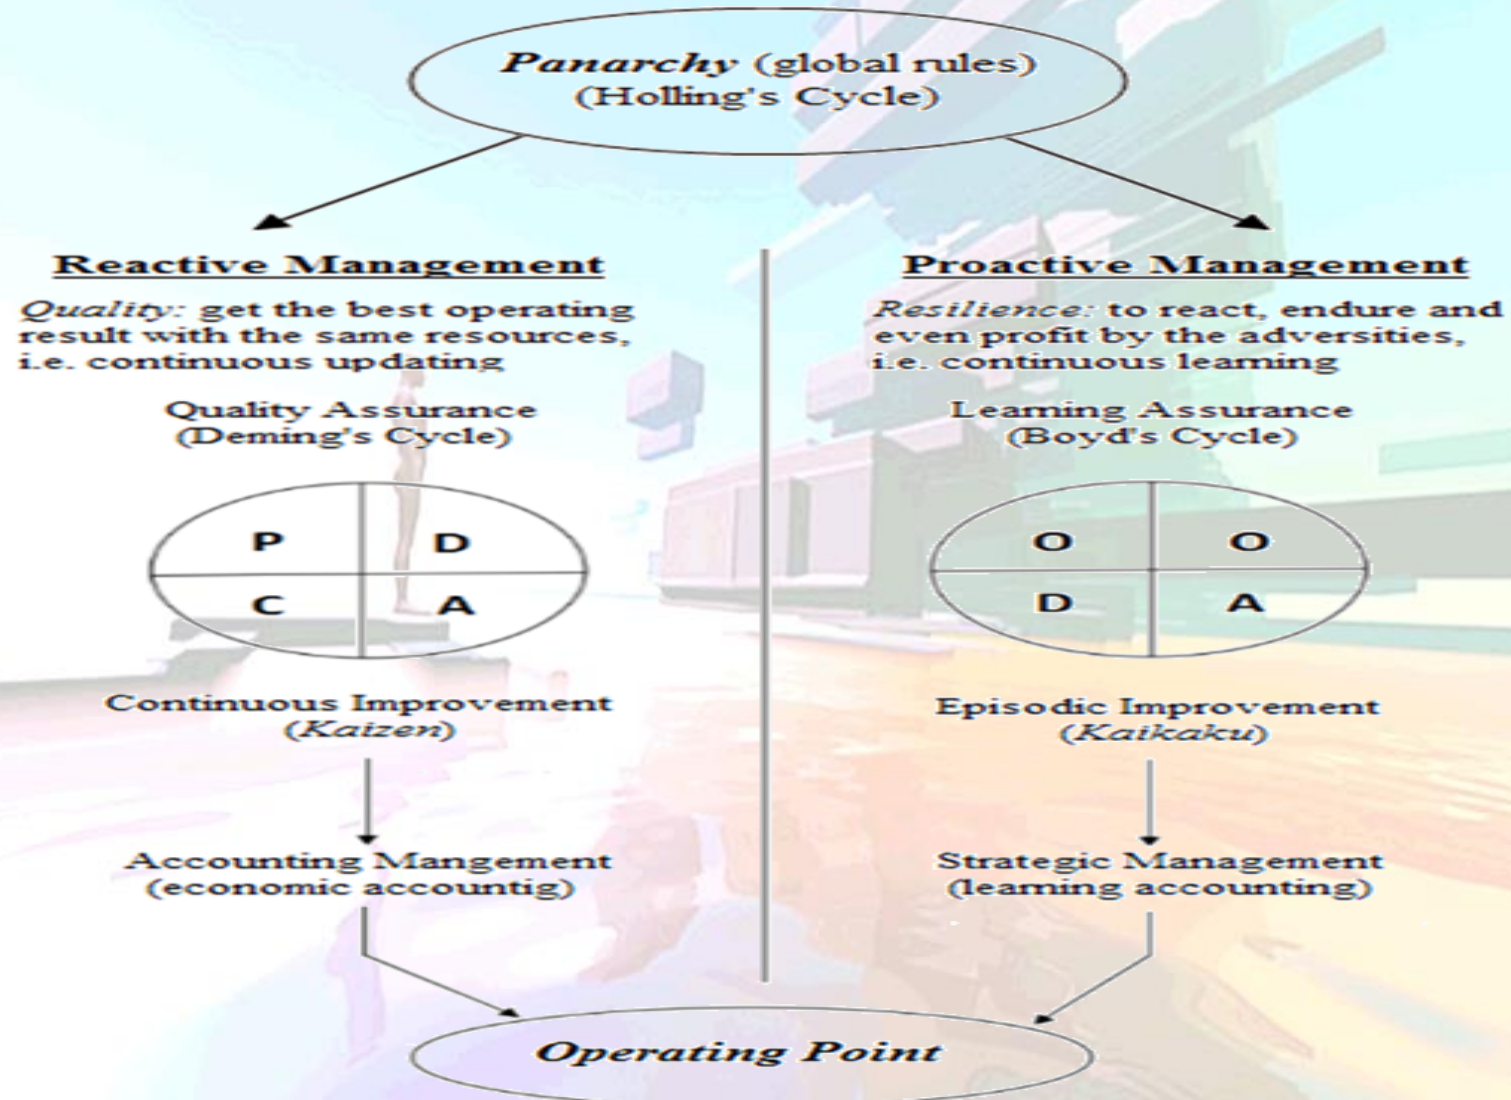 Panarchy (global rules)
(Holling's Cycle)
Reactive Management
Quality: get the best operating
result with the same resources,
i.e. continuous updating
Quality Assurance
(Deming's Cycle)
P D
C A
Continuous Improvement
(Kaizen)
Accounting Mangement
(economic accountig)
Proactive Management
Resilience: to react, endure and
even profit by the adversities,
i.e. continuous learning
Learning Assurance
(Boyd's Cycle)
O O
D A
Episodic Improvement
(Kaikaku)
Strategic Management
(learning accounting)
Operating Point